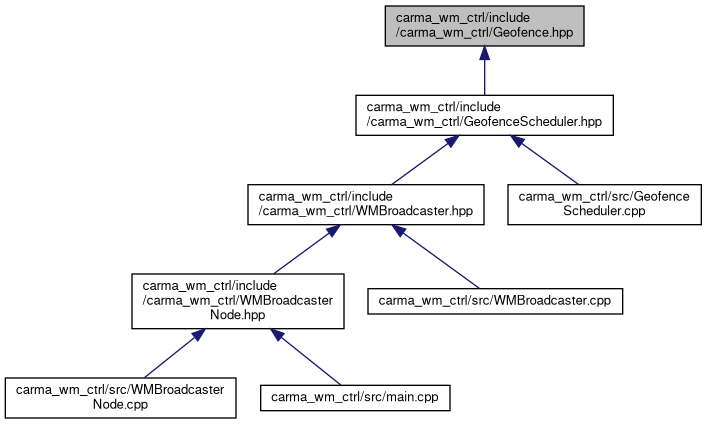 carma_wm_ctrl/include
/carma_wm_ctrl/Geofence.hpp
carma_wm_ctrl/include
/carma_wm_ctrl/GeofenceScheduler.hpp
carma_wm_ctrl/include
/carma_wm_ctrl/WMBroadcaster.hpp
carma_wm_ctrl/src/Geofence
Scheduler.cpp
carma_wm_ctrl/include
/carma_wm_ctrl/WMBroadcaster
Node.hpp
carma_wm_ctrl/src/WMBroadcaster.cpp
carma_wm_ctrl/src/WMBroadcaster
Node.cpp
carma_wm_ctrl/src/main.cpp